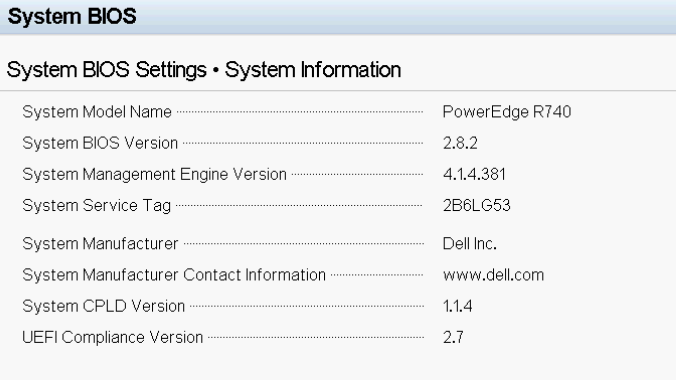 System BIOS
System BIOS Settings • System Information
System Model Name PowerEdge R740
System BIOS Version 2.8.2
System Management Engine Version 4.1.4.381
System Service Tag 2B6LG53
System Manufacturer Dell Inc.
System Manufacturer Contact Information www.dell.com
System CPLD Version 1.1.4
UEFI Compliance Version 2.7